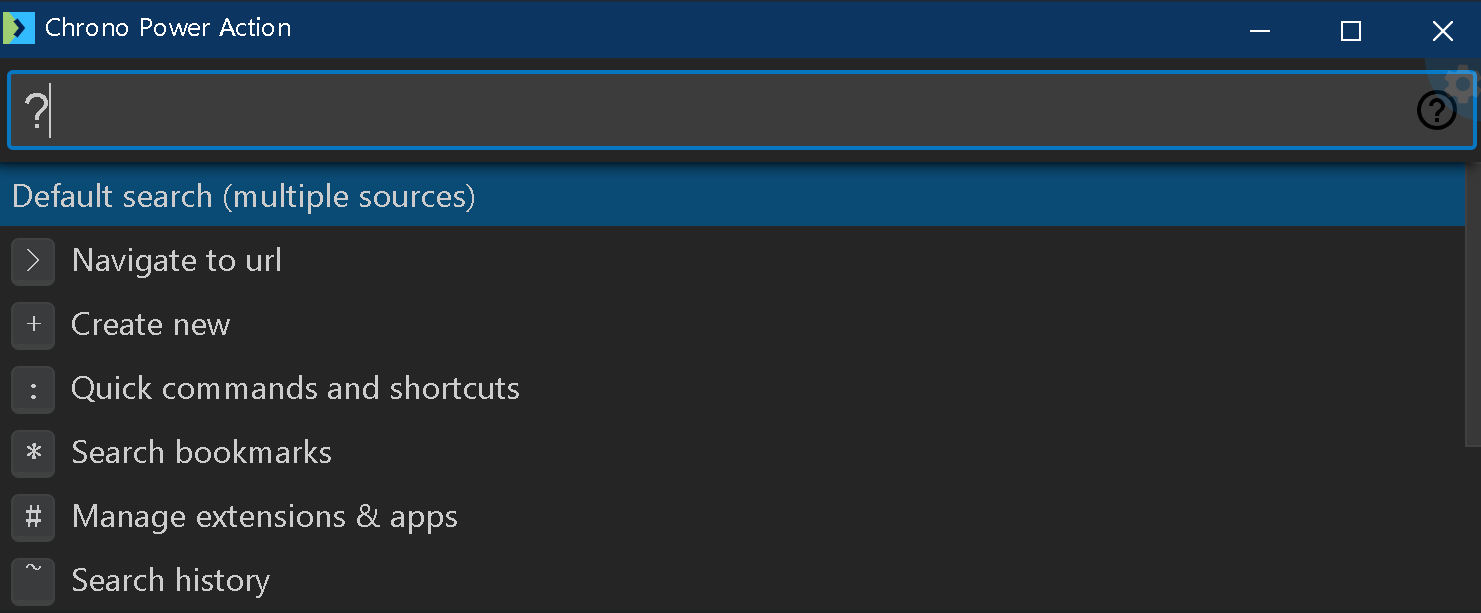 Chrono Power Action
?
?
Default search (multiple sources)
> Navigate to url
+ Create new
: Quick commands and shortcuts
* Search bookmarks
# Manage extensions & apps
~ Search history